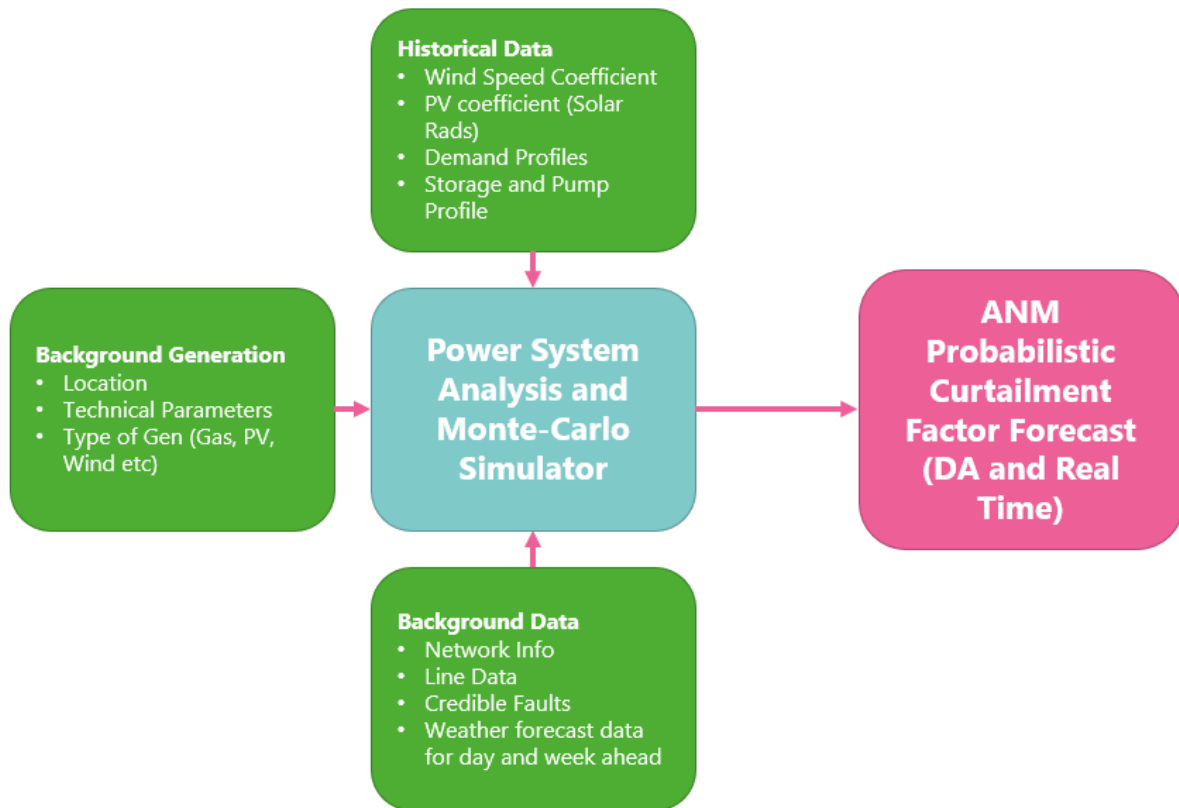 Historical Data
• Wind Speed Coefficient
• PV coefficient (Solar
Rads)
• Demand Profiles
• Storage and Pump
Profile
Background Generation
• Location
• Technical Parameters
• Type of Gen (Gas, PV,
Wind etc)
Power System
Analysis and
Monte-Carlo
Simulator
ANM
Probabilistic
Curtailment
Factor Forecast
(DA and Real
Time)
Background Data
• Network Info
• Line Data
• Credible Faults
• Weather forecast data
for day and week ahead